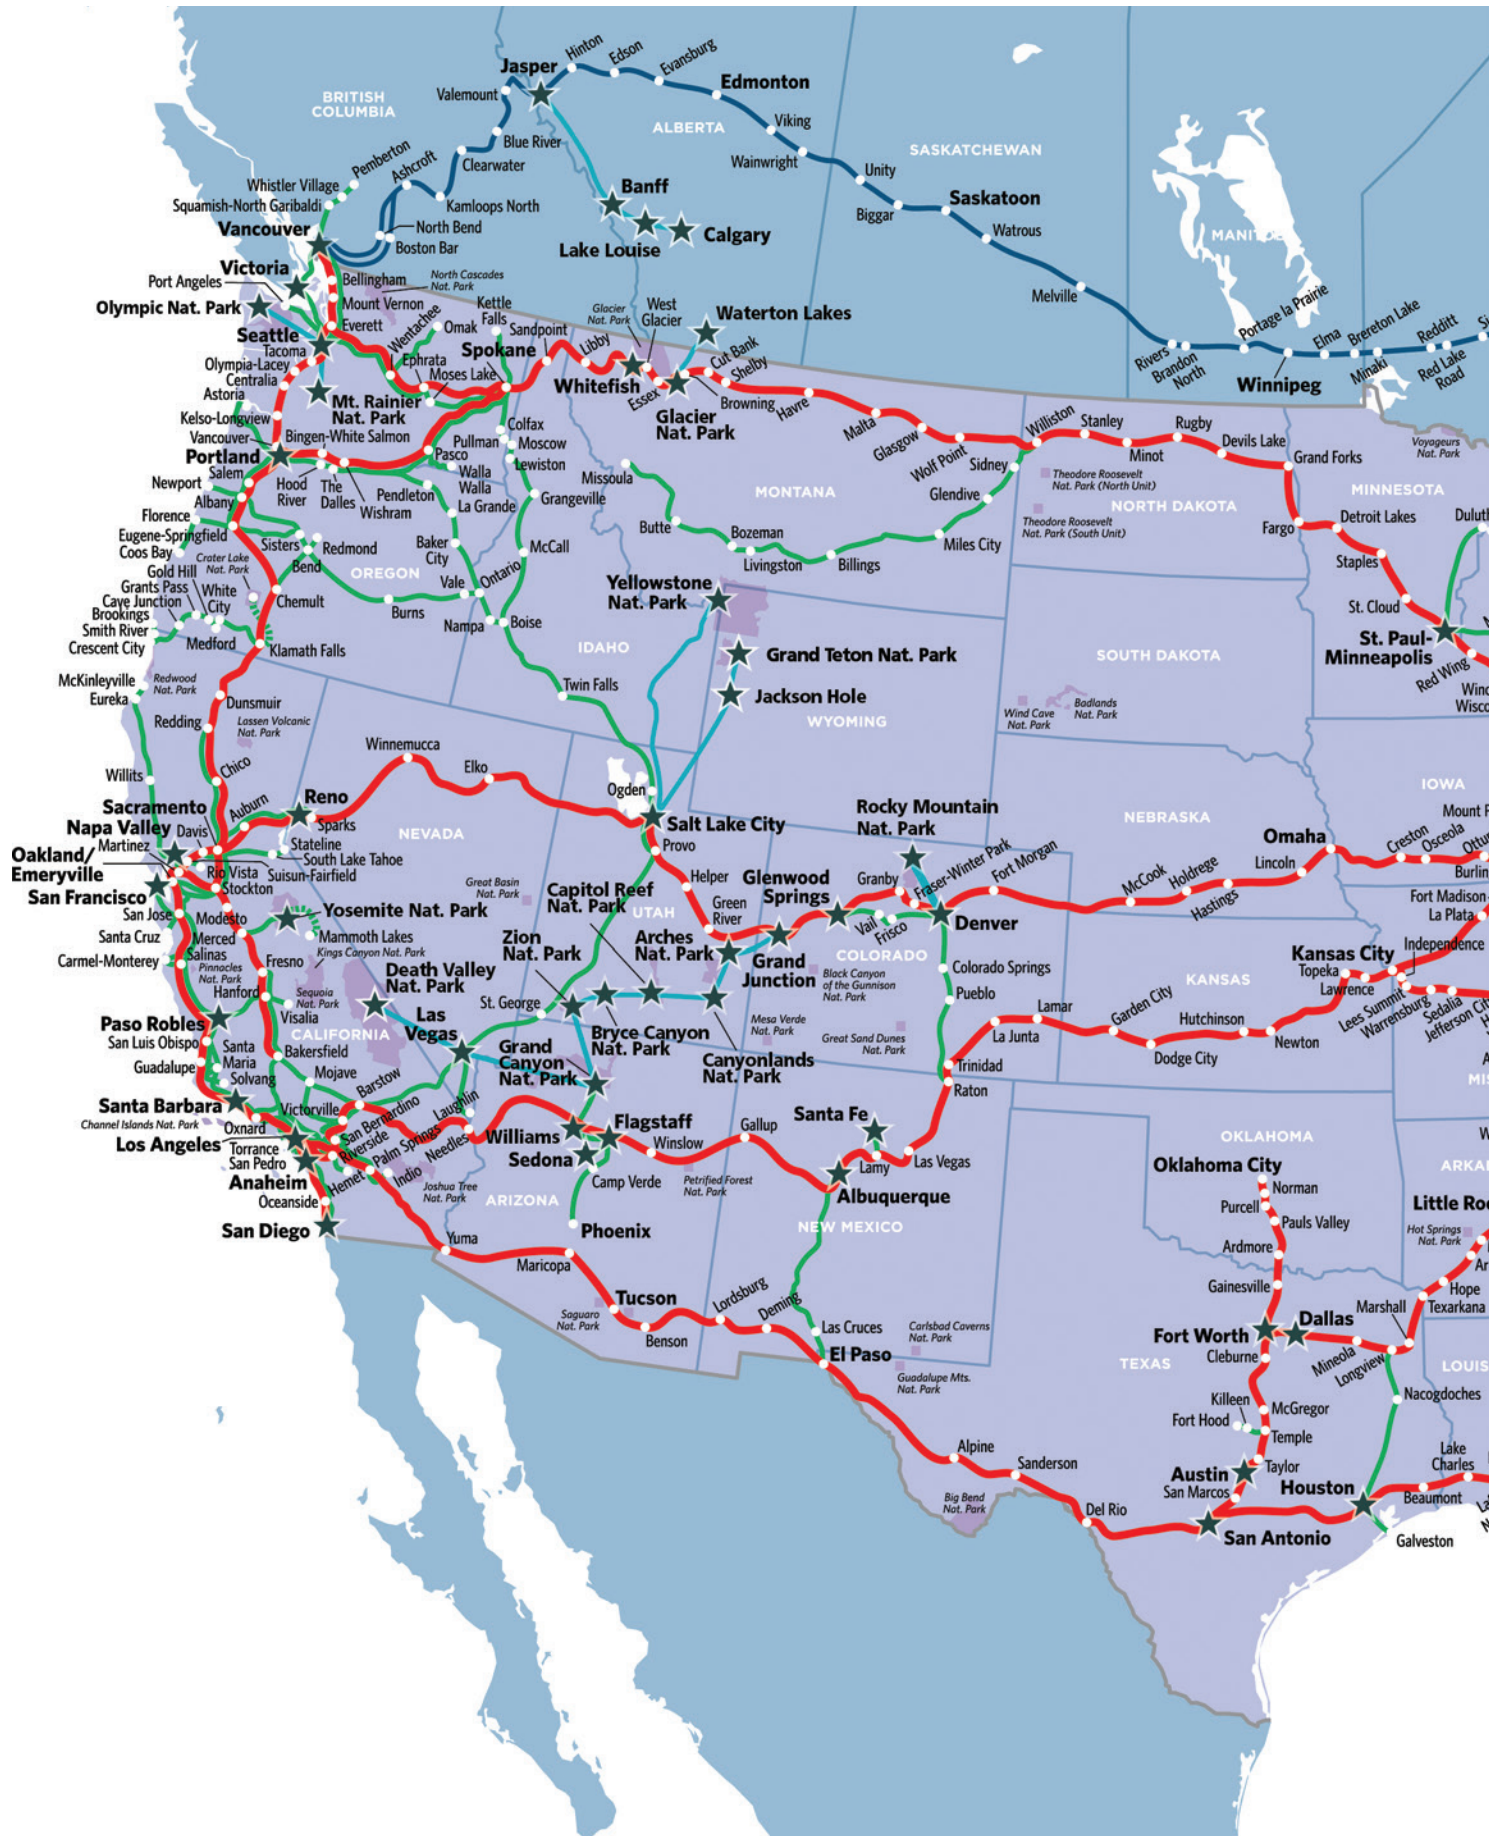 Jasper
Hinton
Edson
Evansburg
Edmonton
BRITISH
COLUMBIA
Valemount
ALBERTA
Viking
Blue River
Wainwright
SASKATCHEWAN
Clearwater
Unity
Pemberton
Ashcroft
Whistler Village
Banff
Saskatoon
Squamish-North Garibaldi
Kamloops North
Biggar
Vancouver
North Bend
Boston Bar
Calgary
Watrous
Lake Louise
Victoria
Port Angeles
Bellingham
North Cascades
Nat. Park
Melville
Olympic Nat. Park
Mount Vernon
Kettle
Falls
Glacier
Nat. Park
West
Glacier
Waterton Lakes
Portage la Prairie
Everett
Wentachee
Omak
Sandpoint
Elma
Brereton Lake
Redditt
Seattle
Tacoma
Spokane
Libby
Cut Bank
Shelby
Rivers
Brandon
North
Winnipeg
Minaki
Red Lake
Road
Olympia-Lacey
Centralia
Ephrata
Moses Lake
Whitefish
Essex
Browning
Havre
Astoria
Mt. Rainier
Nat. Park
Glacier
Nat. Park
Malta
Glasgow
Wolf Point
Williston
Stanley
Rugby
Devils Lake
Minot
Kelso-Longview
Colfax
Vancouver
Bingen-White Salmon
Pullman
Moscow
Voyageurs
Nat. Park
Portland
Pasco
Lewiston
Missoula
Sidney
Grand Forks
Salem
Hood
River
The
Dalles
Wishram
Walla
Walla
Theodore Roosevelt
Nat. Park (North Unit)
Newport
Albany
Pendleton
Grangeville
MONTANA
Glendive
NORTH DAKOTA
MINNESOTA
La Grande
Florence
Eugene-Springfield
Coos Bay
Butte
Bozeman
Theodore Roosevelt
Nat. Park (South Unit)
Fargo
Detroit Lakes
Sisters
Redmond
Baker
City
McCall
Livingston
Billings
Miles City
Crater Lake
Nat. Park
Bend
Staples
Gold Hill
Grants Pass
Cave Junction
White
City
OREGON
Vale
Ontario
Yellowstone
Nat. Park
Chemult
Burns
St. Cloud
Brookings
Smith River
Crescent City
Medford
Nampa
Boise
Klamath Falls
IDAHO
Grand Teton Nat. Park
SOUTH DAKOTA
St. Paul-
Minneapolis
Red Wing
McKinleyville
Eureka
Redwood
Nat. Park
Twin Falls
Jackson Hole
Badlands
Nat. Park
Dunsmuir
Wind Cave
Nat. Park
Redding
Lassen Volcanic
Nat. Park
WYOMING
Winnemucca
Elko
Willits
Chico
IOWA
Ogden
Auburn
Reno
Sacramento
Rocky Mountain
Nat. Park
Sparks
Salt Lake City
NEBRASKA
Napa Valley
Davis
NEVADA
Omaha
Creston
Osceola
Martinez
Stateline
Provo
Oakland/
Emeryville
South Lake Tahoe
Rio Vista
Suisun-Fairfield
Helper
Glenwood
Springs
Granby
Fraser-Winter Park
Fort Morgan
McCook
Holdrege
Lincoln
San Francisco
Stockton
Great Basin
Nat. Park
Capitol Reef
Nat. Park
Hastings
Fort Madison
San Jose
Modesto
Yosemite Nat. Park
UTAH
Green
River
Vail
Frisco
Denver
La Plata
Santa Cruz
Merced
Mammoth Lakes
Zion
Nat. Park
Arches
Nat. Park
Kansas City
Independence
Carmel-Monterey
Salinas
Kings Canyon Nat. Park
COLORADO
Pinnacles
Nat. Park
Fresno
Death Valley
Nat. Park
Grand
Junction
Colorado Springs
Topeka
Lawrence
Hanford
Sequoia
Nat. Park
Black Canyon
of the Gunnison
Nat. Park
KANSAS
Lees Summit
Warrensburg
Sedalia
Jefferson City
Visalia
St. George
Pueblo
Paso Robles
CALIFORNIA
Las
Vegas
Bryce Canyon
Nat. Park
Mesa Verde
Nat. Park
Lamar
Garden City
San Luis Obispo
Hutchinson
Guadalupe
Santa
Maria
Bakersfield
Grand
Canyon
Nat. Park
Canyonlands
Nat. Park
Great Sand Dunes
Nat. Park
La Junta
Dodge City
Newton
Solvang
Mojave
Barstow
Trinidad
Santa Barbara
Victorville
San Bernardino
Laughlin
Raton
Channel Islands Nat. Park
Oxnard
Los Angeles
Riverside
Palm Springs
Needles
Williams
Flagstaff
Gallup
Santa Fe
Torrance
San Pedro
Sedona
Winslow
Las Vegas
OKLAHOMA
Anaheim
Hemet
Indio
Lamy
Oklahoma City
Oceanside
Joshua Tree
Nat. Park
ARIZONA
Camp Verde
Petrified Forest
Nat. Park
Albuquerque
Norman
Purcell
San Diego
Phoenix
NEW MEXICO
Pauls Valley
Hot Springs
Nat. Park
Yuma
Ardmore
Maricopa
Gainesville
Hope
Tucson
Lordsburg
Deming
Marshall
Texarkana
Saguaro
Nat. Park
Benson
Las Cruces
Carlsbad Caverns
Nat. Park
Fort Worth
Dallas
El Paso
Cleburne
Mineola
Longview
Guadalupe Mts.
Nat. Park
TEXAS
Killeen
Nacogdoches
Fort Hood
McGregor
Temple
Alpine
Lake
Charles
Sanderson
Austin
Taylor
San Marcos
Houston
Beaumont
Big Bend
Nat. Park
Del Rio
San Antonio
Galveston